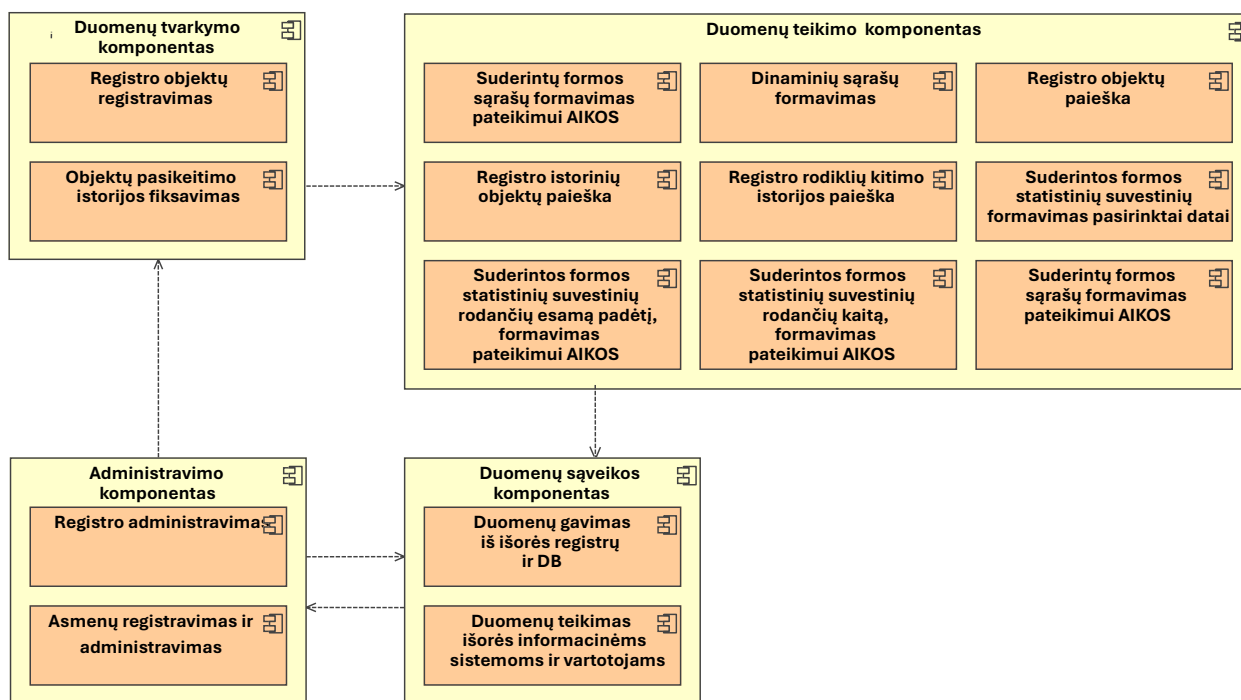 i
Duomenų tvarkymo
komponentas
Registro objektų
registravimas
Objektų pasikeitimo
istorijos fiksavimas
Duomenų teikimo komponentas
Suderintų formos
sąrašų formavimas
pateikimui AIKOS
Dinaminių sąrašų
formavimas
Registro objektų
paieška
Registro istorinių
objektų paieška
Registro rodiklių kitimo
istorijos paieška
Suderintos formos
statistinių suvestinių
formavimas pasirinktai datai
Suderintos formos
statistinių suvestinių
rodančių esamą padėtį,
formavimas
pateikimui AIKOS
Suderintos formos
statistinių suvestinių
rodančių kaitą,
formavimas
pateikimui AIKOS
Suderintų formos
sąrašų formavimas
pateikimui AIKOS
Administravimo
komponentas
Registro administravimas
Asmenų registravimas ir
administravimas
Duomenų sąveikos
komponentas
Duomenų gavimas
iš išorės registrų
ir DB
Duomenų teikimas
išorės informacinėms
sistemoms ir vartotojams